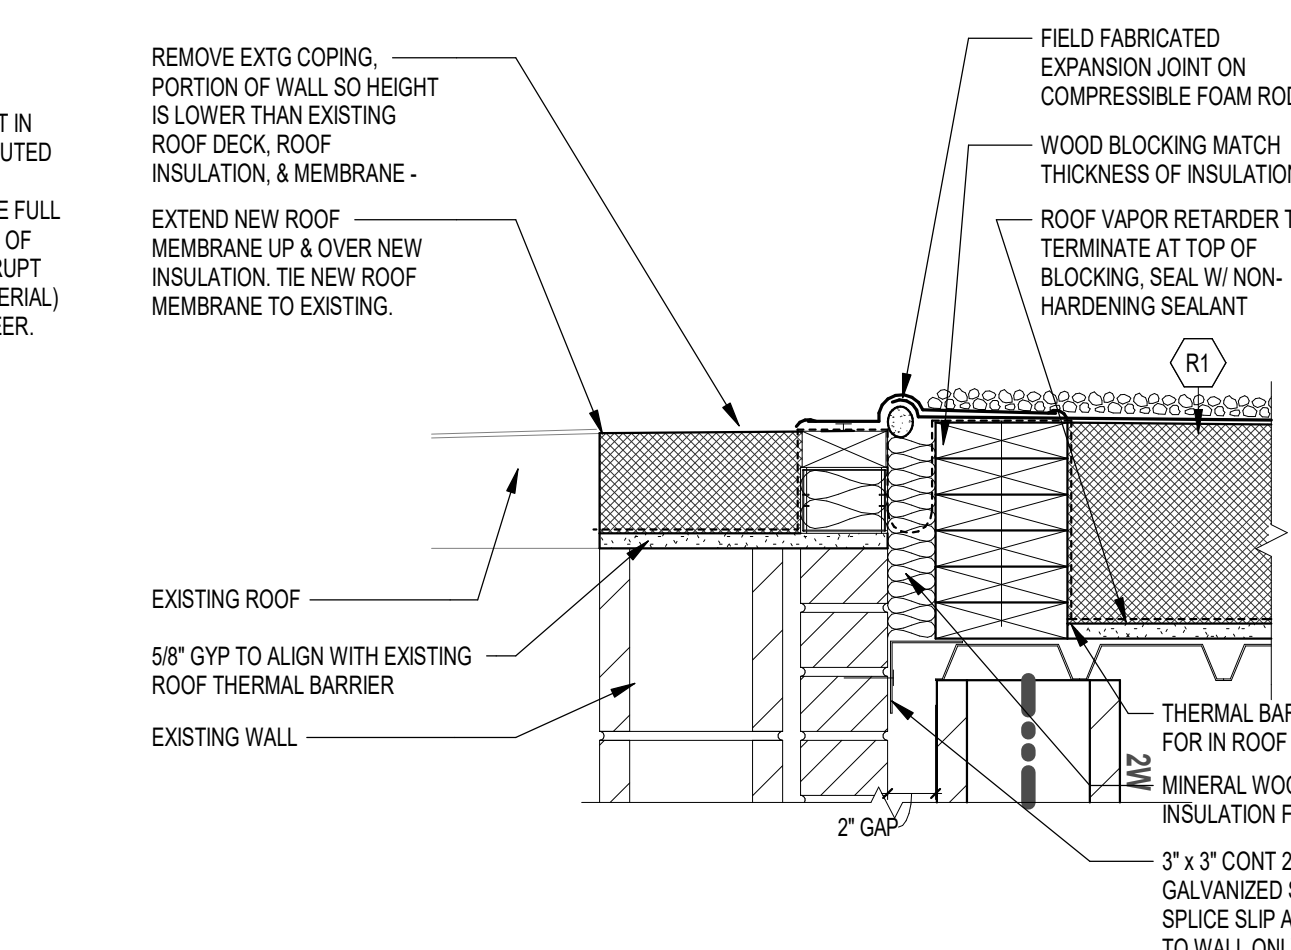 T IN
UTED
E FULL
OF
RUPT
ERIAL)
EER.
REMOVE EXTG COPING,
PORTION OF WALL SO HEIGHT
IS LOWER THAN EXISTING
ROOF DECK, ROOF
INSULATION, & MEMBRANE -
EXTEND NEW ROOF
MEMBRANE UP & OVER NEW
INSULATION. TIE NEW ROOF
MEMBRANE TO EXISTING.
EXISTING ROOF
5/8" GYP TO ALIGN WITH EXISTING
ROOF THERMAL BARRIER
EXISTING WALL
FIELD FABRICATED
EXPANSION JOINT ON
COMPRESSIBLE FOAM ROD
WOOD BLOCKING MATCH
THICKNESS OF INSULATION
ROOF VAPOR RETARDER T
TERMINATE AT TOP OF
BLOCKING, SEAL W/ NON-
HARDENING SEALANT
R1
2W
2" GAP
THERMAL BAR
FOR IN ROOF
MINERAL WOO
INSULATION F
3" x 3" CONT 2
GALVANIZED S
SPLICE SLIP A
TO WALL ONL